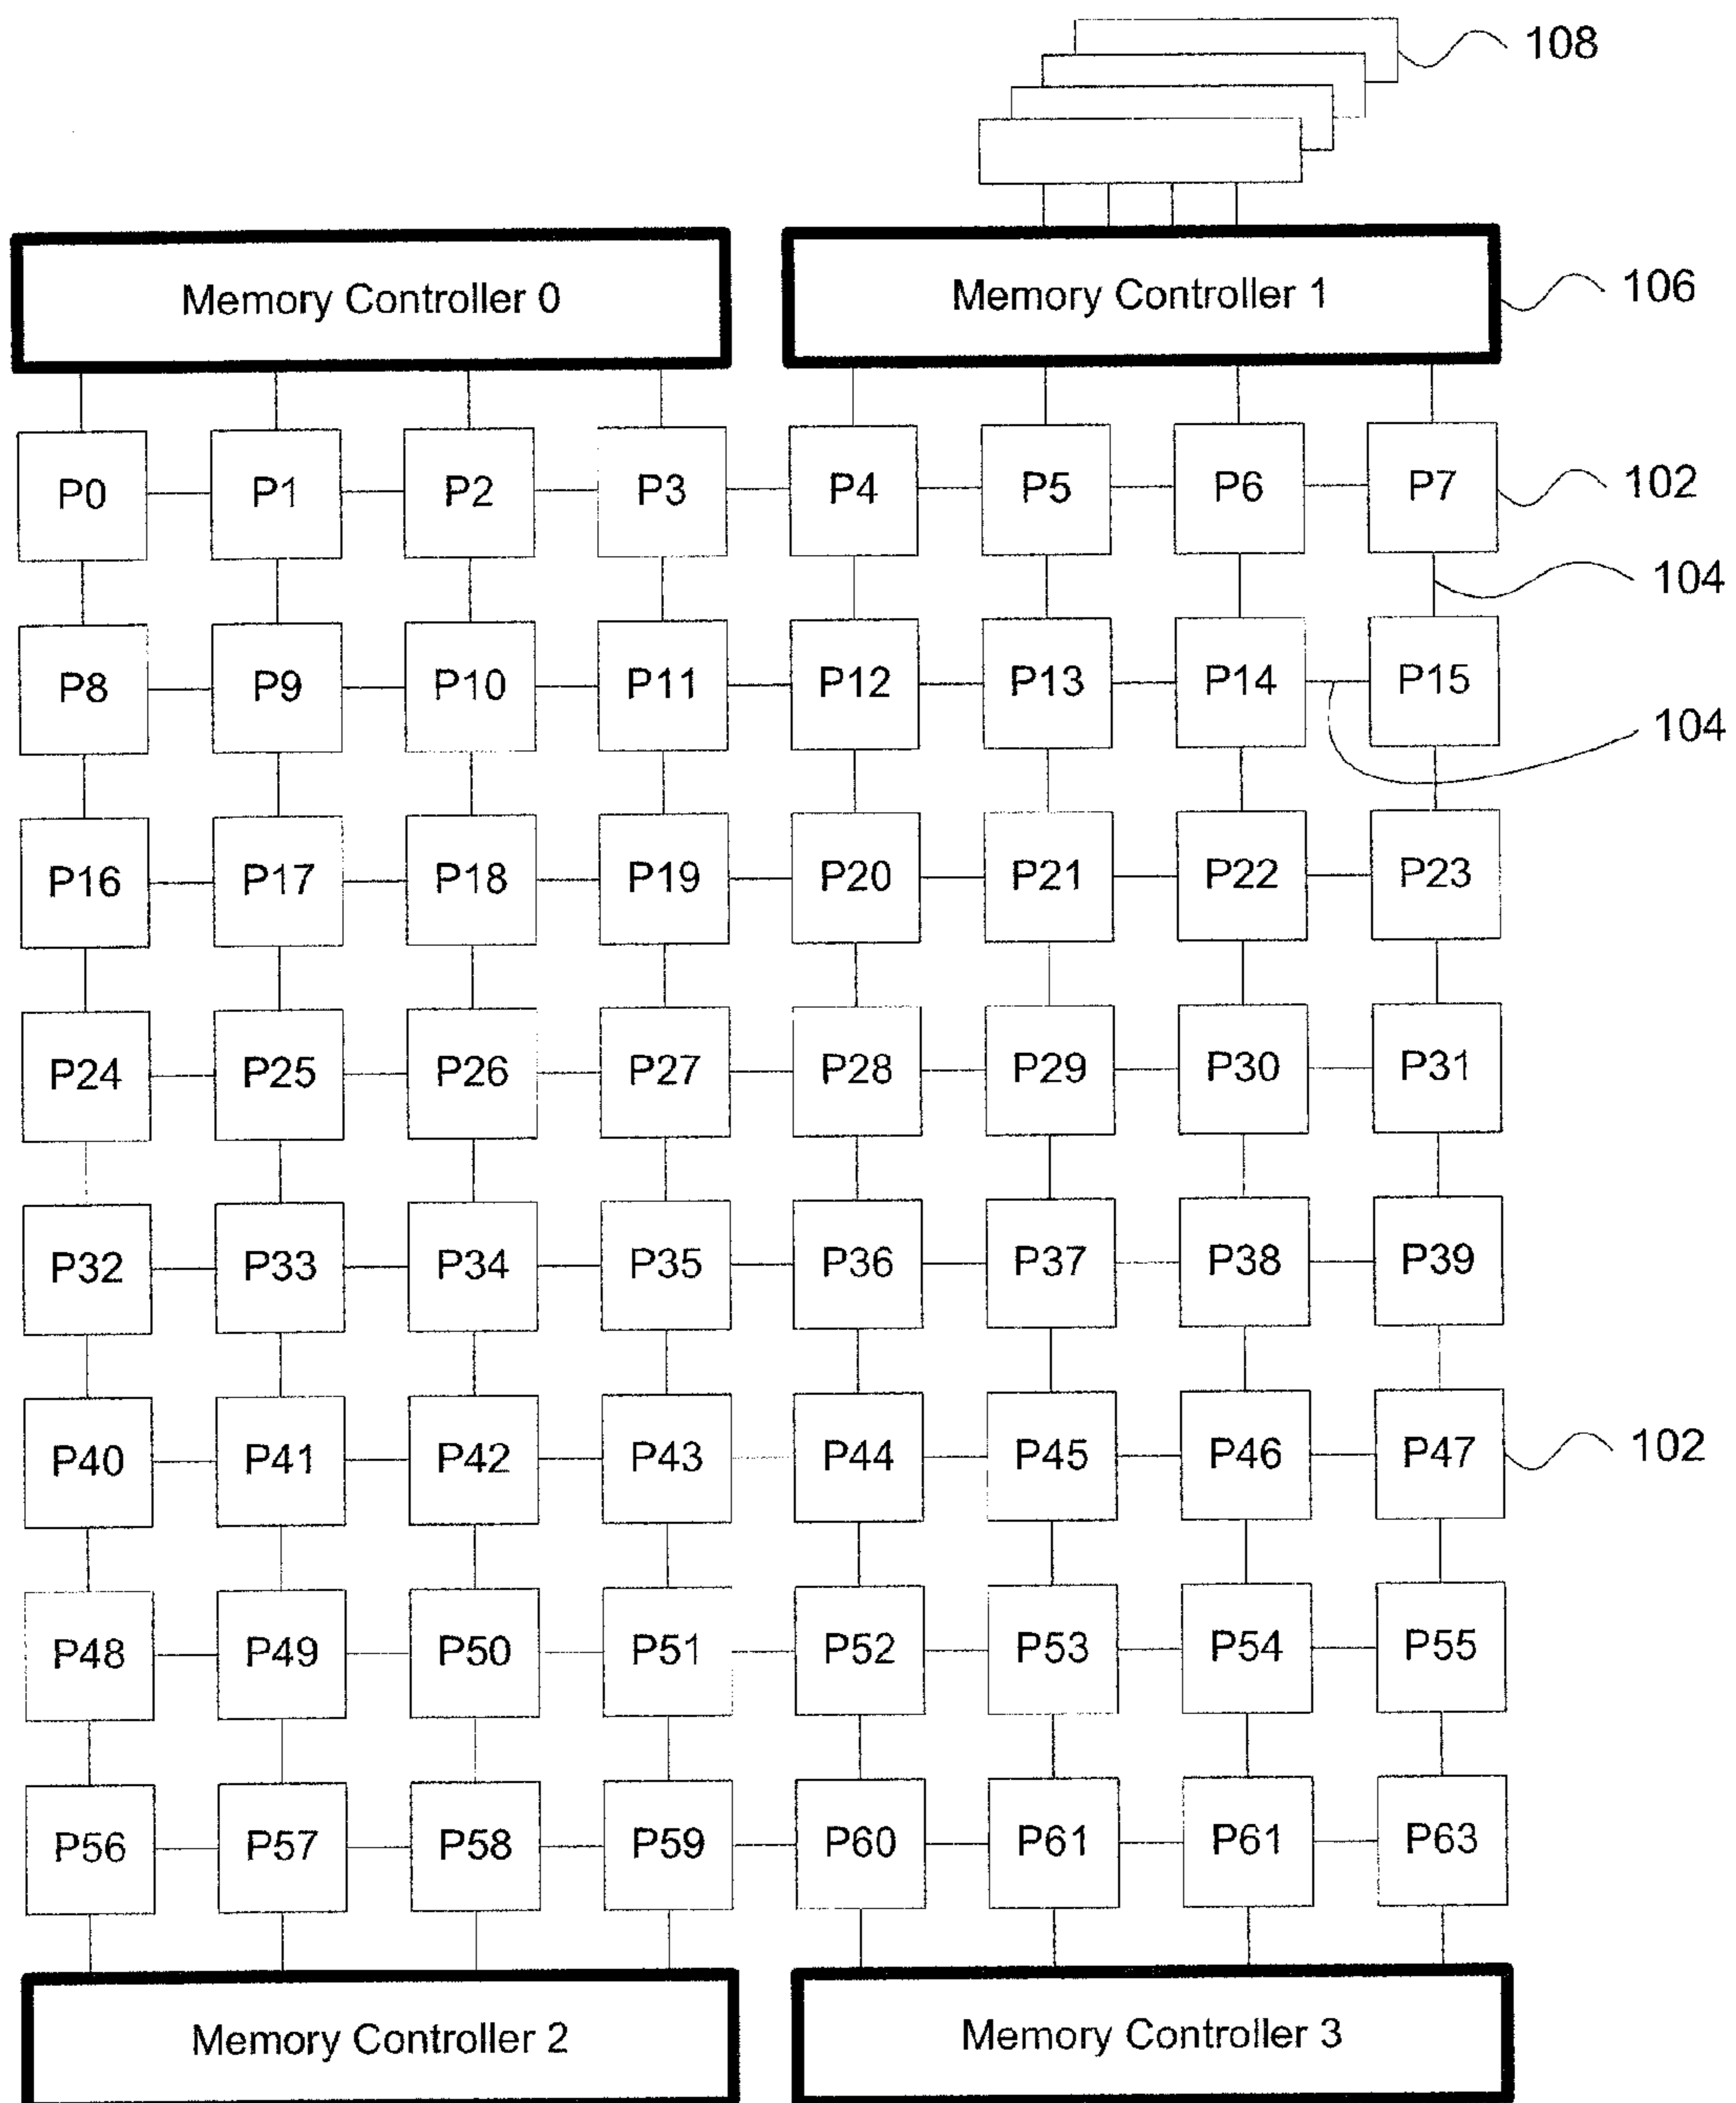 108
Memory Controller 0 Memory Controller 1 106
P0 P1 P2 P3 P4 P5 P6 P7 102
104
P8 P9 P10 P11 P12 P13 P14 P15
104
P16 P17 P18 P19 P20 P21 P22 P23
P24 P25 P26 P27 P28 P29 P30 P31
P32 P33 P34 P35 P36 P37 P38 P39
P40 P41 P42 P43 P44 P45 P46 P47 102
P48 P49 P50 P51 P52 P53 P54 P55
P56 P57 P58 P59 P60 P61 P61 P63
Memory Controller 2 Memory Controller 3